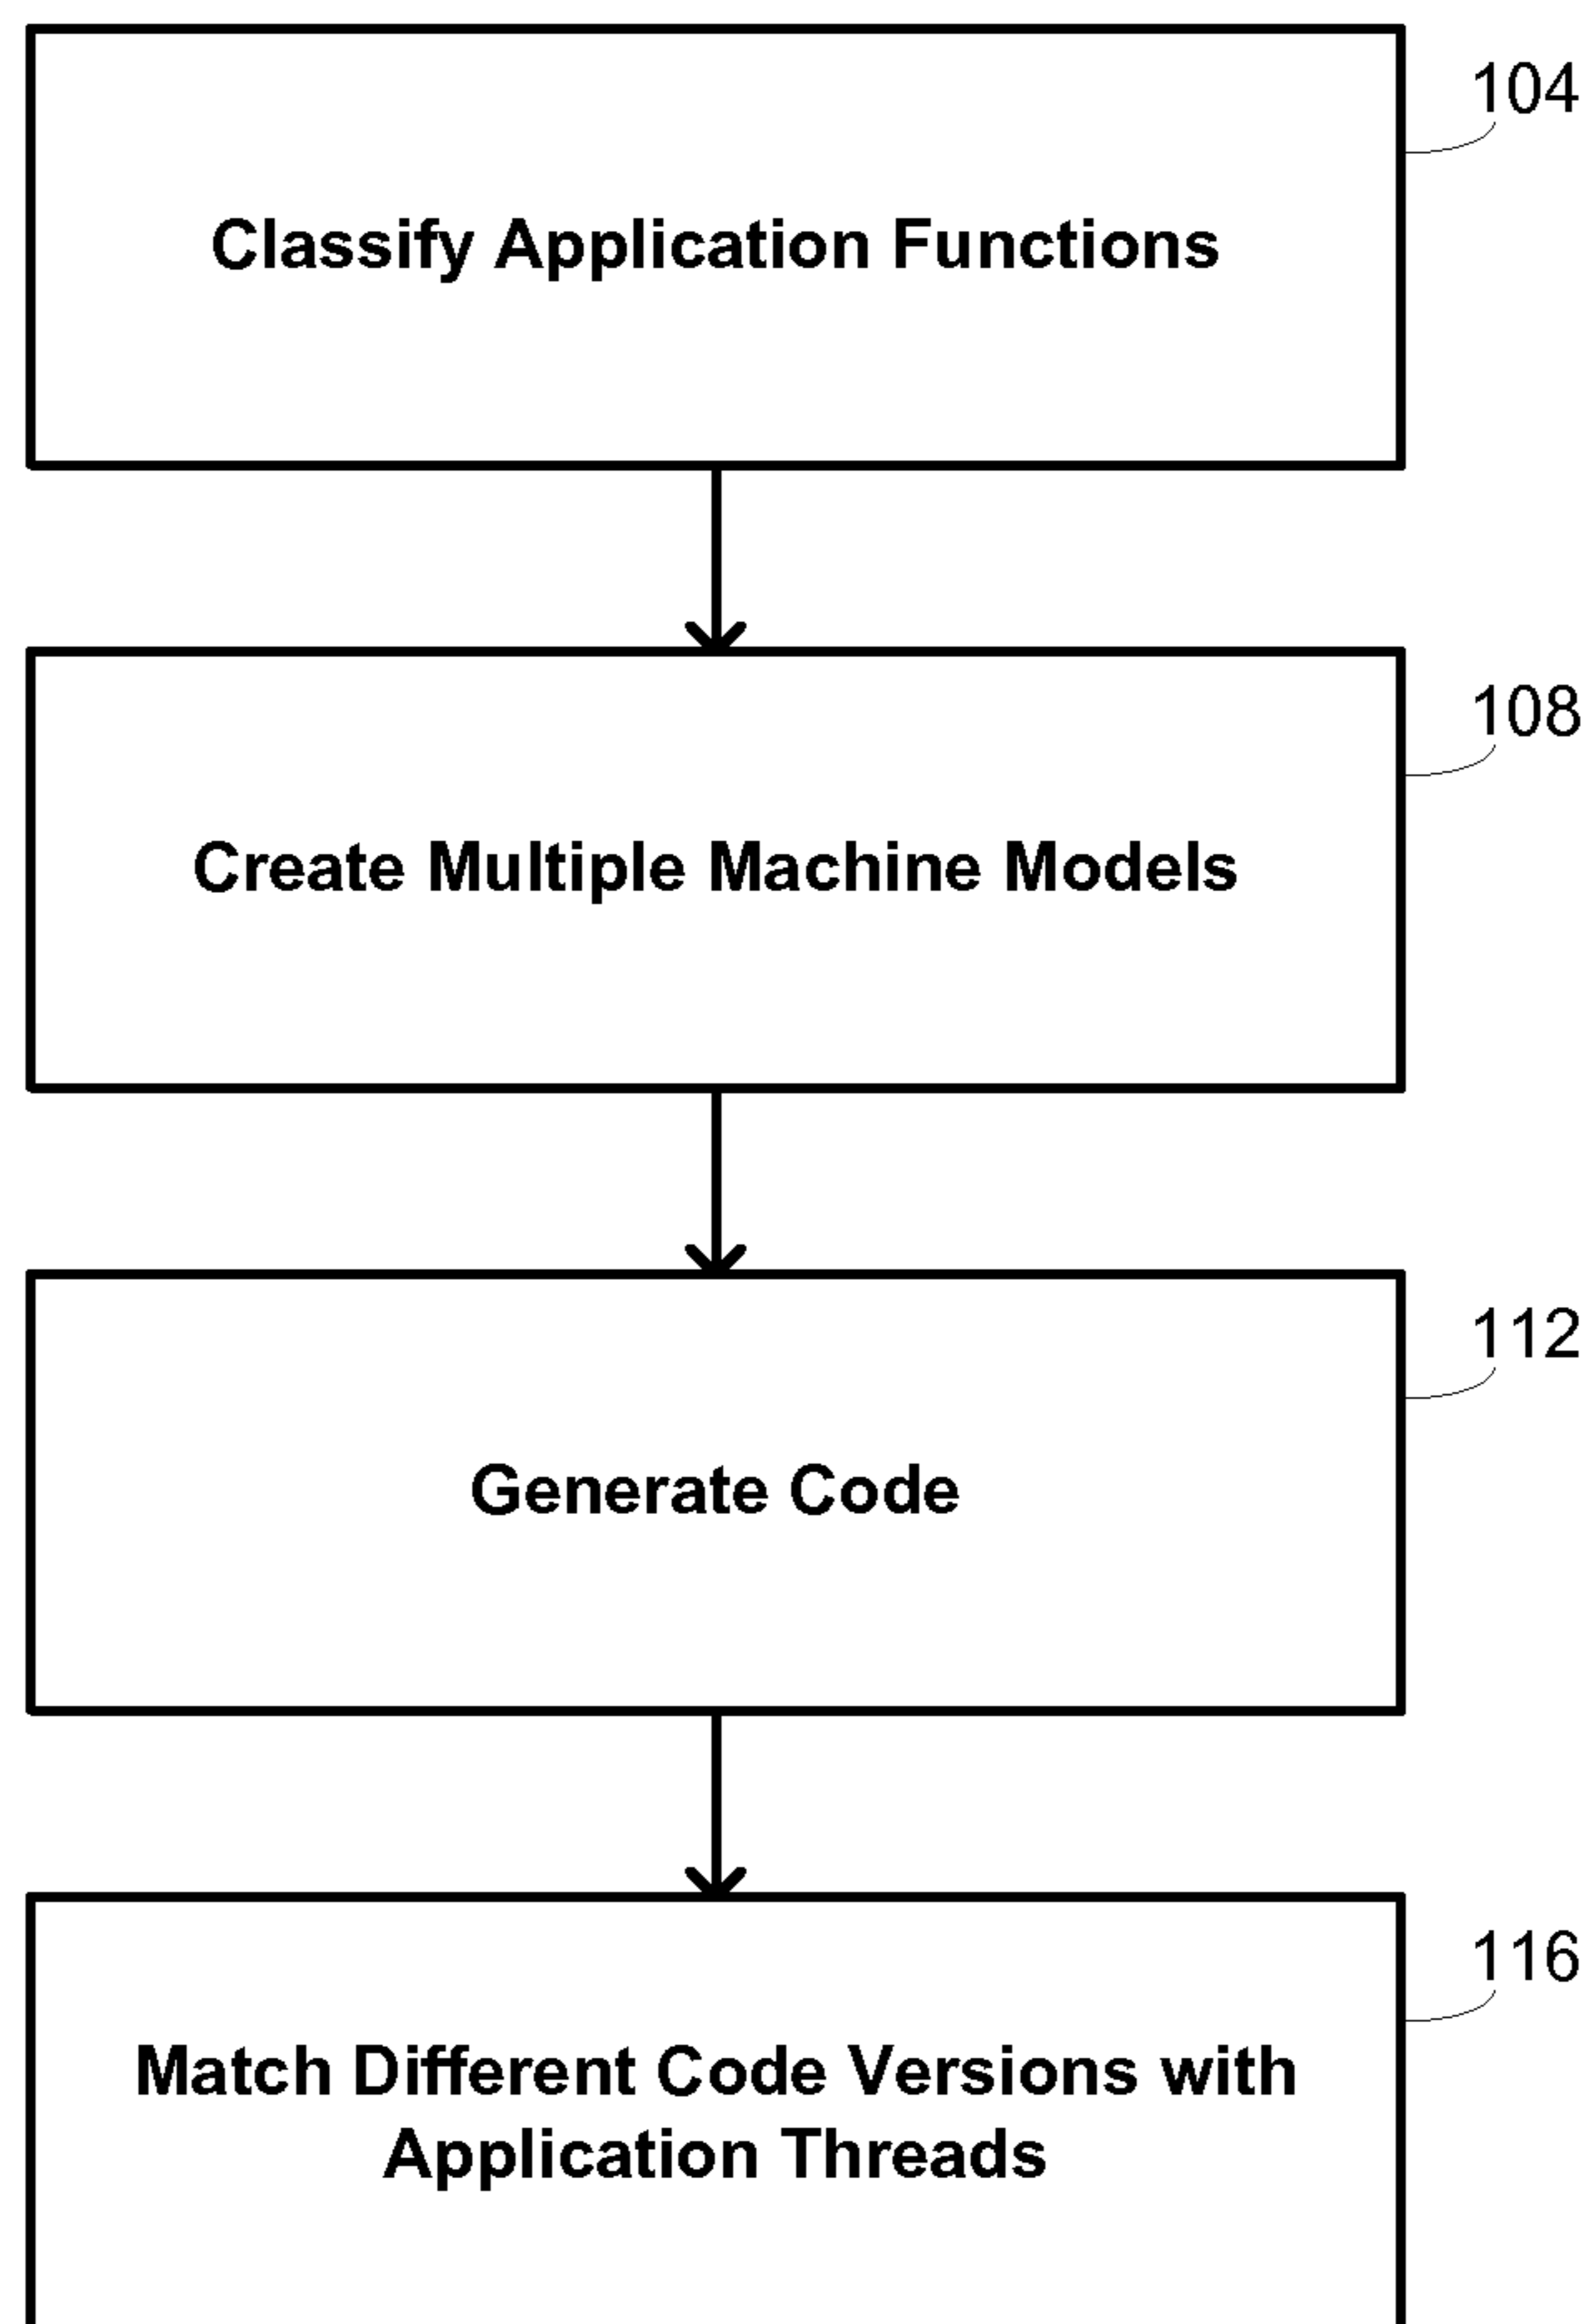 104
Classify Application Functions
108
Create Multiple Machine Models
112
Generate Code
116
Match Different Code Versions with
Application Threads